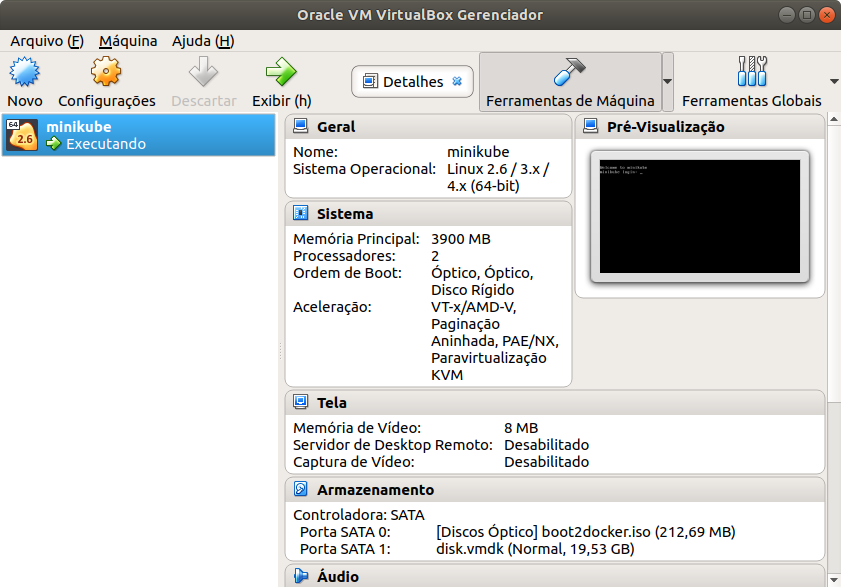 Oracle VM VirtualBox Gerenciador
Arquivo (F) Máquina Ajuda (H)
Novo Configurações Descartar Exibir (h) Detalhes Ferramentas de Máquina Ferramentas Globais
64
2.6
minikube
Executando
Geral
Nome: minikube
Sistema Operacional: Linux 2.6 / 3.x /
4.x (64-bit)
Pré-Visualização
Welcome to minikube
minikube login: _
Sistema
Memória Principal: 3900 MB
Processadores: 2
Ordem de Boot: Óptico, Óptico,
Disco Rígido
Aceleração: VT-x/AMD-V,
Paginação
Aninhada, PAE/NX,
Paravirtualização
KVM
Tela
Memória de Vídeo: 8 MB
Servidor de Desktop Remoto: Desabilitado
Captura de Vídeo: Desabilitado
Armazenamento
Controladora: SATA
Porta SATA 0: [Discos Óptico] boot2docker.iso (212,69 MB)
Porta SATA 1: disk.vmdk (Normal, 19,53 GB)
Áudio